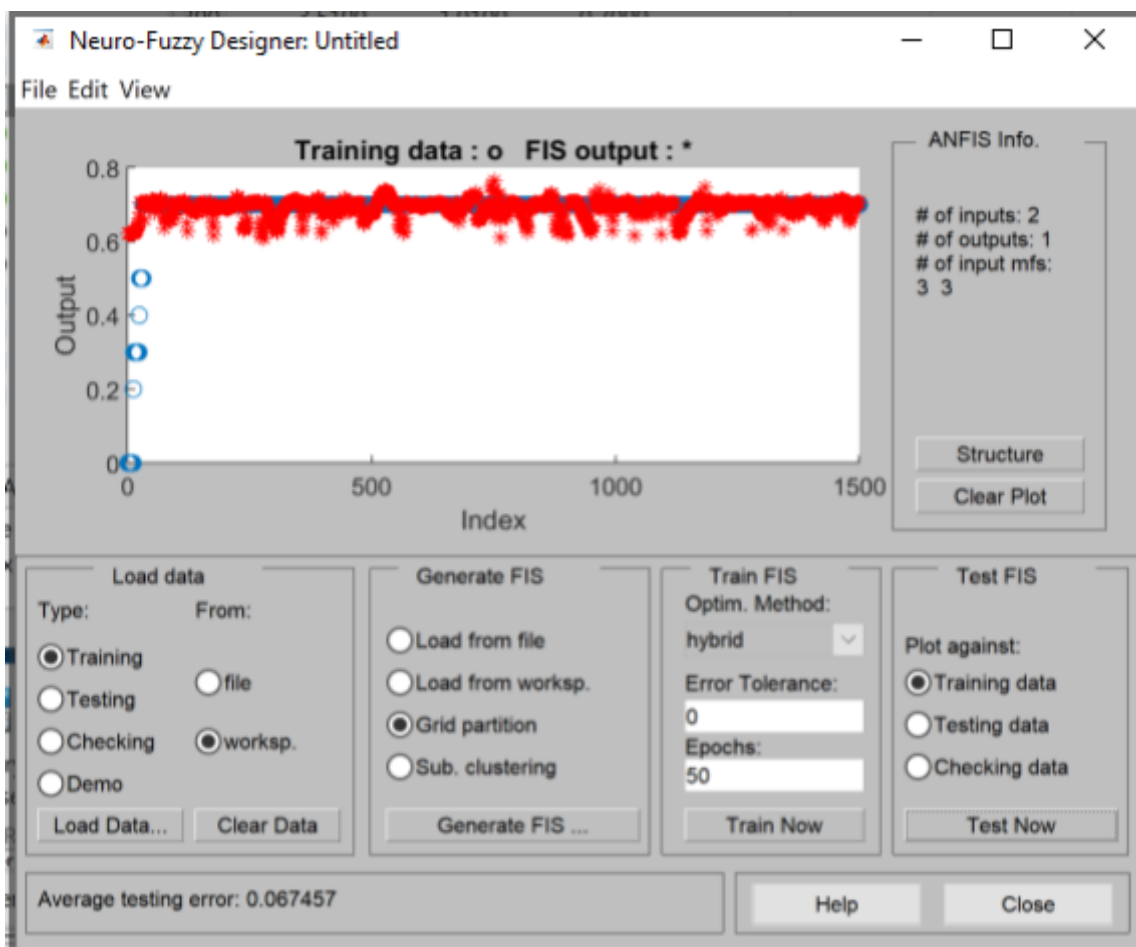 Neuro-Fuzzy Designer: Untitled
File Edit View
Training data : o FIS output : *
0.8
0.6
0.4
0.2
0
Output
0 500 1000 1500
Index
ANFIS Info.
# of inputs: 2
# of outputs: 1
# of input mfs:
3 3
Structure
Clear Plot
Load data
Type: From:
Training
Testing
Checking
Demo
file
worksp.
Load Data... Clear Data
Generate FIS
Load from file
Load from worksp.
Grid partition
Sub. clustering
Generate FIS ...
Train FIS
Optim. Method:
hybrid
Error Tolerance:
0
Epochs:
50
Train Now
Test FIS
Plot against:
Training data
Testing data
Checking data
Test Now
Average testing error: 0.067457
Help Close